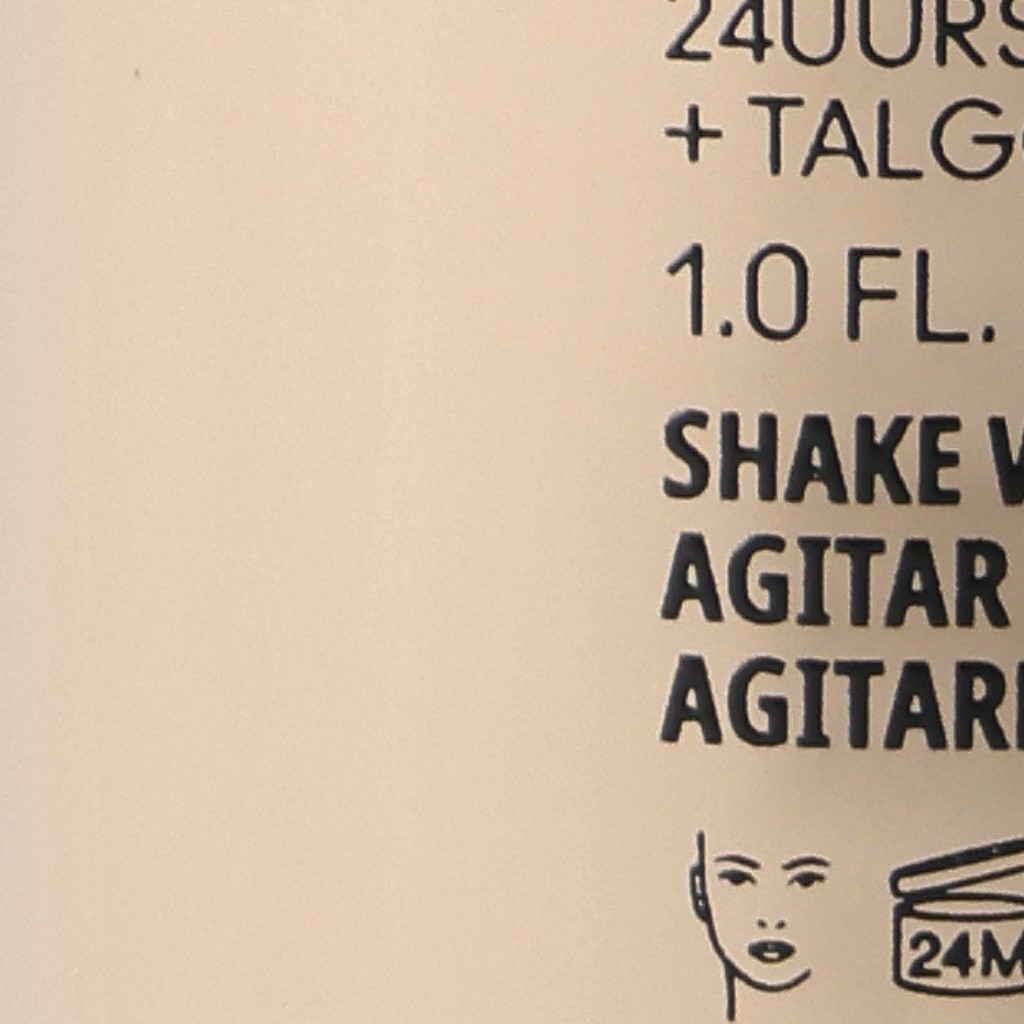 24UURS
+ TALG
1.0 FL.
SHAKE
AGITAR
AGITAR
24M